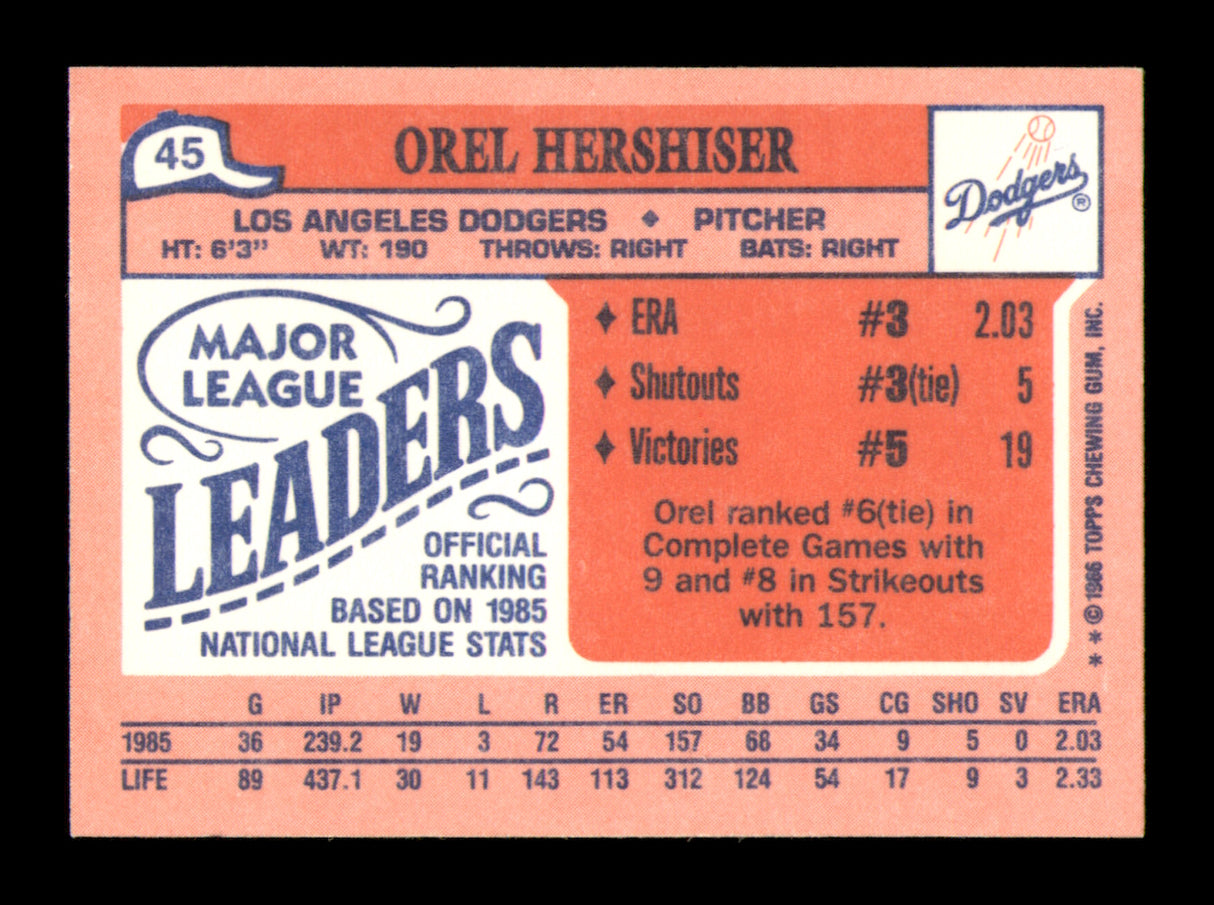 45
OREL HERSHISER
Dodgers®
LOS ANGELES DODGERS ♦ PITCHER
HT: 6'3" WT: 190 THROWS: RIGHT BATS: RIGHT
MAJOR
LEAGUE
LEADERS
OFFICIAL
RANKING
BASED ON 1985
NATIONAL LEAGUE STATS
♦ ERA #3 2.03
♦ Shutouts #3(tie) 5
♦ Victories #5 19
Orel ranked #6(tie) in
Complete Games with
9 and #8 in Strikeouts
with 157.
* * © 1986 TOPPS CHEWING GUM, INC.
G IP W L R ER SO BB GS CG SHO SV ERA
1985 36 239.2 19 3 72 54 157 68 34 9 5 0 2.03
LIFE 89 437.1 30 11 143 113 312 124 54 17 9 3 2.33